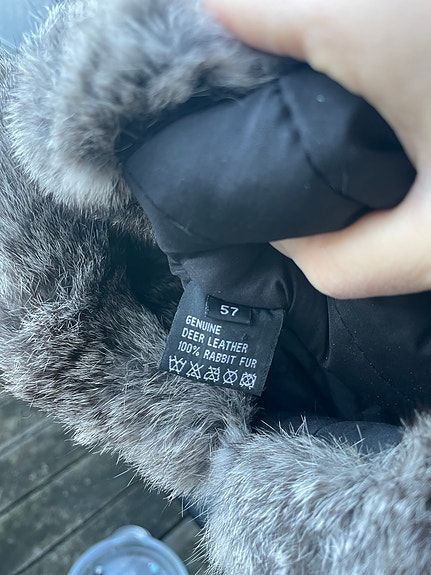 57
GENUINE
DEER LEATHER
100% RABBIT FUR